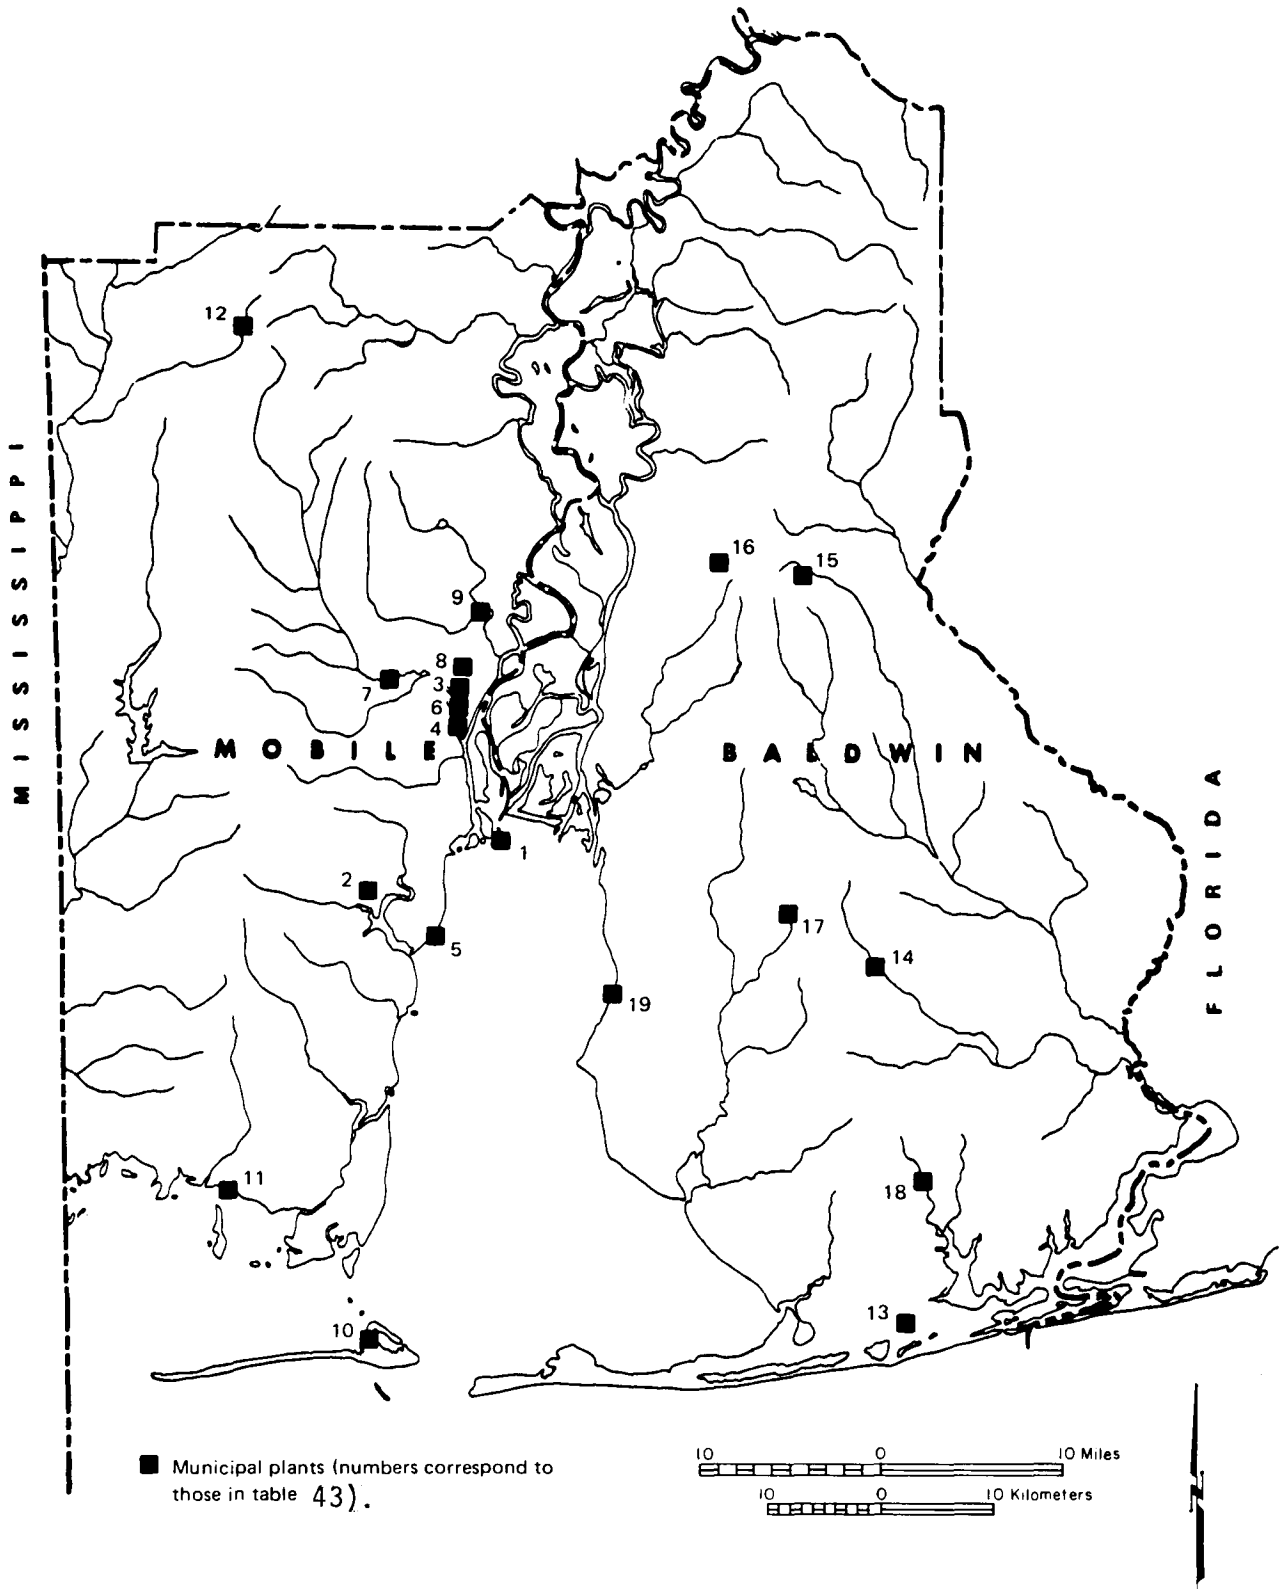 12
MISSISSIPPI
16
15
9
8
3
7
6
4
MOBILE
BALDWIN
FLORIDA
1
2
5
17
14
19
11
18
13
10
10 0 10 Miles
Municipal plants (numbers correspond to
those in table 43).
10 0 10 Kilometers
N